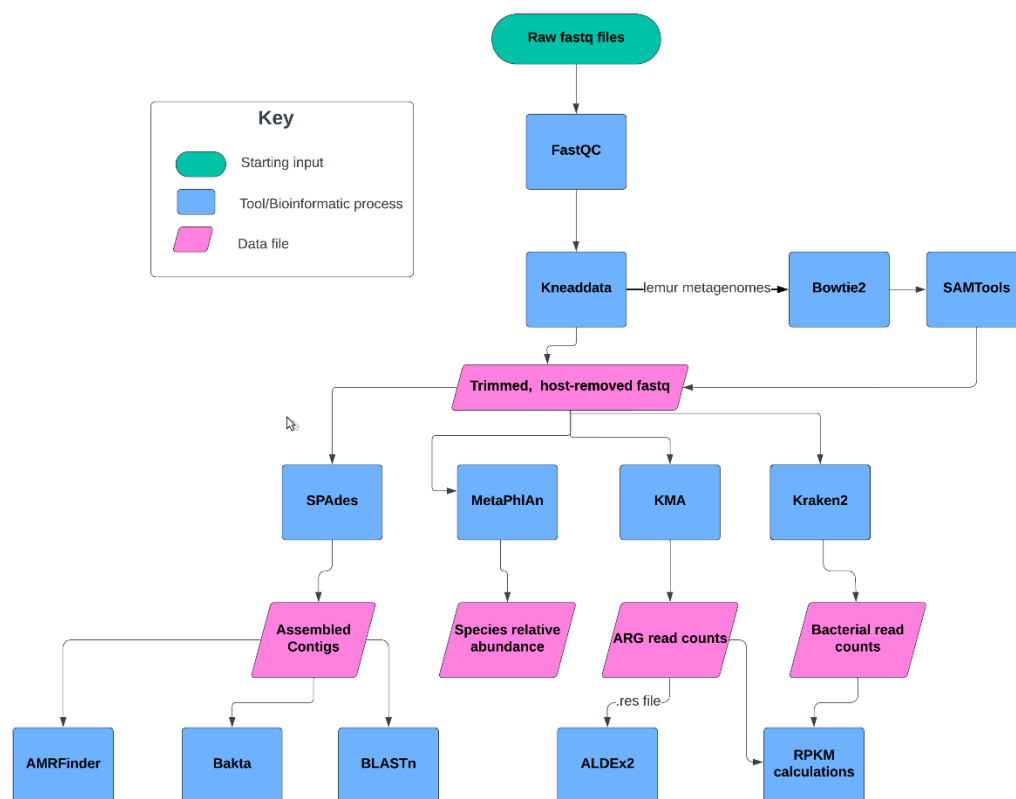 Raw fastq files
Key
Starting input
Tool/Bioinformatic process
Data file
FastQC
Kneaddata
lemur metagenomes
Bowtie2
SAMTools
Trimmed,  host-removed fastq
SPAdes
MetaPhlAn
KMA
Kraken2
Assembled
Contigs
Species relative
abundance
ARG read counts
Bacterial read
counts
.res file
AMRFinder
Bakta
BLASTn
ALDEx2
RPKM
calculations